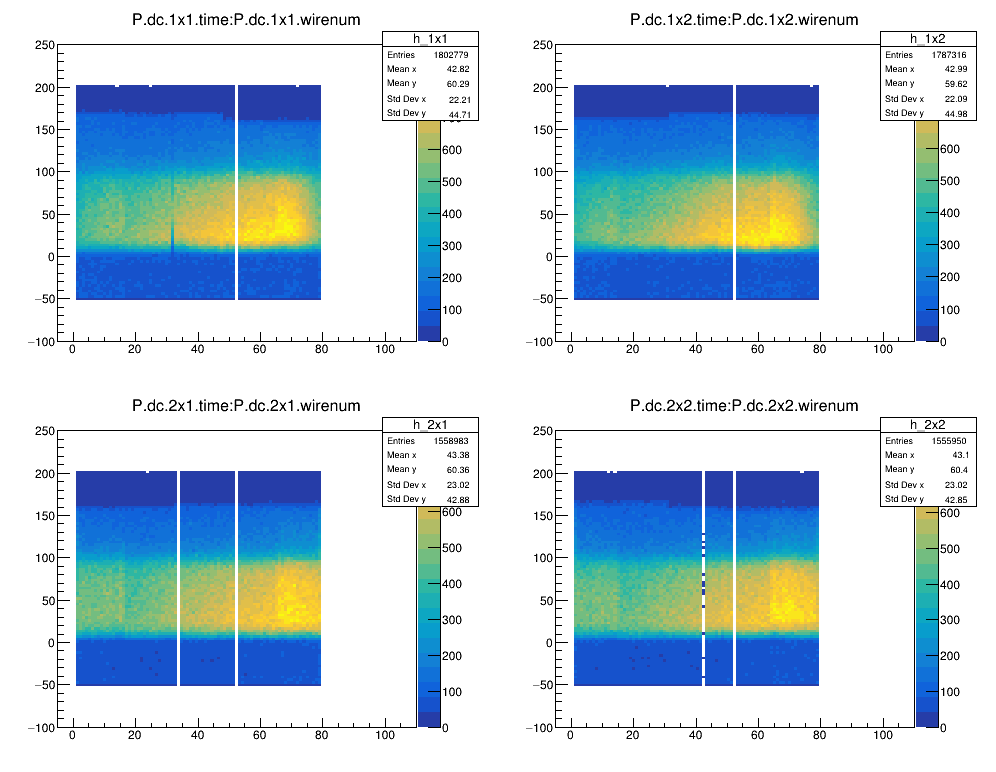 P.dc.1x1.time:P.dc.1x1.wirenum
h_1x1
Entries 1802779
Mean x 42.82
Mean y 60.29
Std Dev x 22.21
Std Dev y 44.71
250
200
150
100
50
0
−50
−100
0 20 40 60 80 100
600
500
400
300
200
100
0
P.dc.1x2.time:P.dc.1x2.wirenum
h_1x2
Entries 1787316
Mean x 42.99
Mean y 59.62
Std Dev x 22.09
Std Dev y 44.98
250
200
150
100
50
0
−50
−100
0 20 40 60 80 100
600
500
400
300
200
100
0
P.dc.2x1.time:P.dc.2x1.wirenum
h_2x1
Entries 1558983
Mean x 43.38
Mean y 60.36
Std Dev x 23.02
Std Dev y 42.88
250
200
150
100
50
0
−50
−100
0 20 40 60 80 100
600
500
400
300
200
100
0
P.dc.2x2.time:P.dc.2x2.wirenum
h_2x2
Entries 1555950
Mean x 43.1
Mean y 60.4
Std Dev x 23.02
Std Dev y 42.85
250
200
150
100
50
0
−50
−100
0 20 40 60 80 100
600
500
400
300
200
100
0